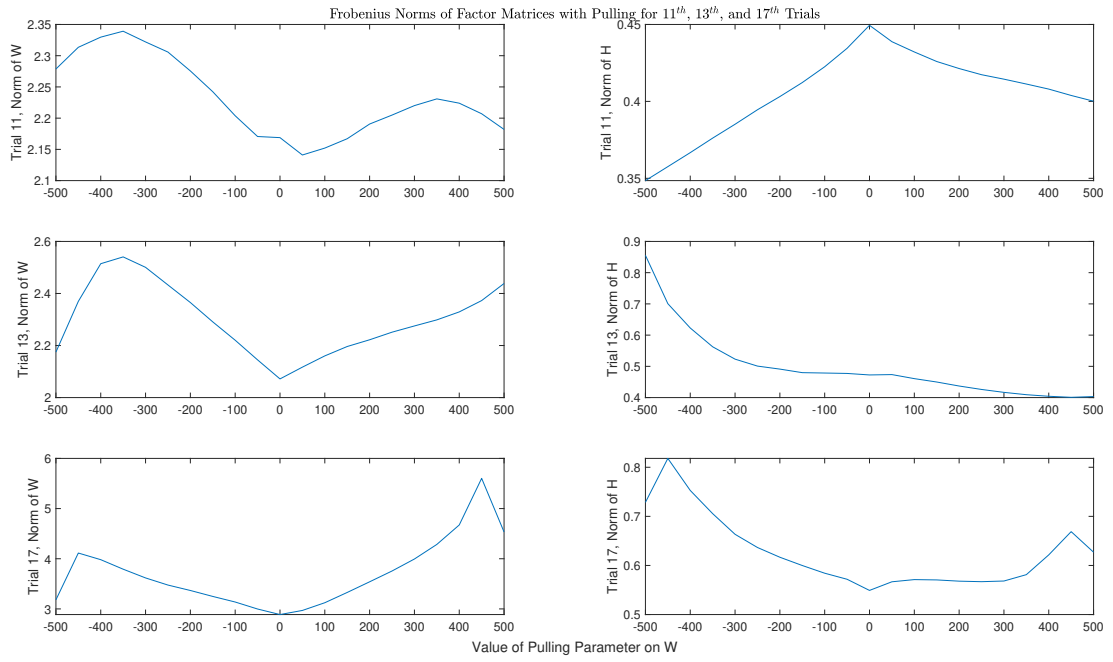 Frobenius Norms of Factor Matrices with Pulling for 11th, 13th, and 17th Trials
Trial 11, Norm of W
2.35
2.3
2.25
2.2
2.15
2.1
-500 -400 -300 -200 -100 0 100 200 300 400 500
Trial 11, Norm of H
0.45
0.4
0.35
-500 -400 -300 -200 -100 0 100 200 300 400 500
Trial 13, Norm of W
2.6
2.4
2.2
2
-500 -400 -300 -200 -100 0 100 200 300 400 500
Trial 13, Norm of H
0.9
0.8
0.7
0.6
0.5
0.4
-500 -400 -300 -200 -100 0 100 200 300 400 500
Trial 17, Norm of W
6
5
4
3
-500 -400 -300 -200 -100 0 100 200 300 400 500
Trial 17, Norm of H
0.8
0.7
0.6
0.5
-500 -400 -300 -200 -100 0 100 200 300 400 500
Value of Pulling Parameter on W